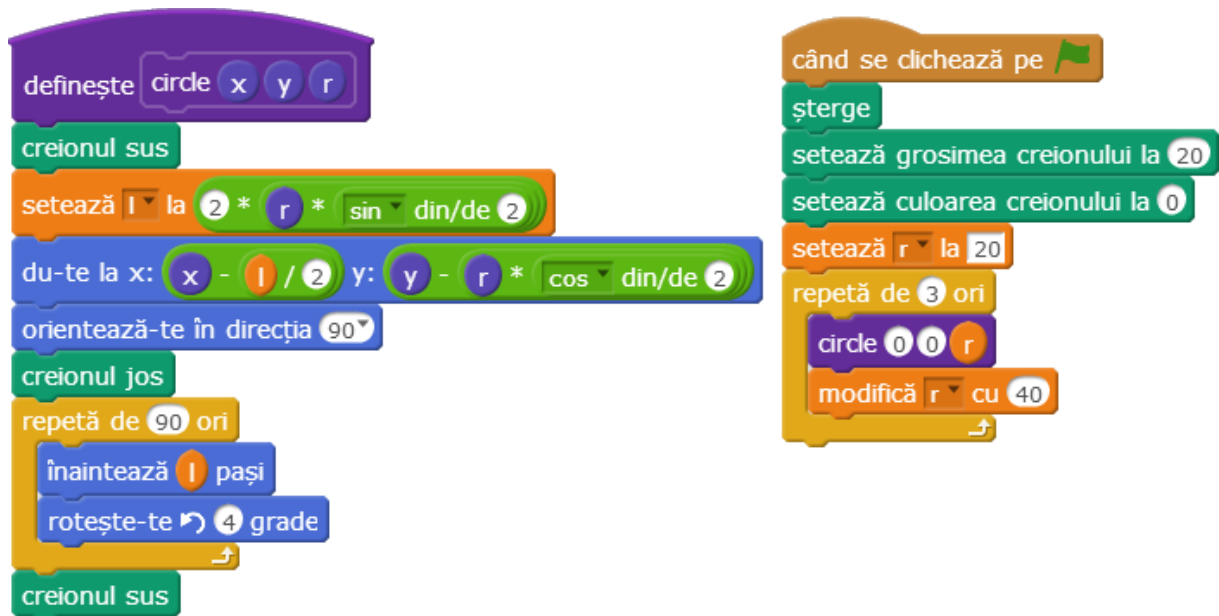 definește circle x y r
creionul sus
setează l la 2 * r * sin din/de 2
du-te la x: x - l / 2 y: y - r * cos din/de 2
orientează-te în direcția 90
creionul jos
repetă de 90 ori
înaintează l pași
rotește-te 4 grade
creionul sus
când se clichează pe
șterge
setează grosimea creionului la 20
setează culoarea creionului la 0
setează r la 20
repetă de 3 ori
circle 0 0 r
modifică r cu 40